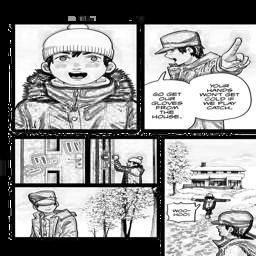 GO GET
OUR
GLOVES
FROM
THE
HOUSE.
YOUR
HANDS
WON'T GET
COLD IF
WE PLAY
CATCH.
WOO-
HOO!